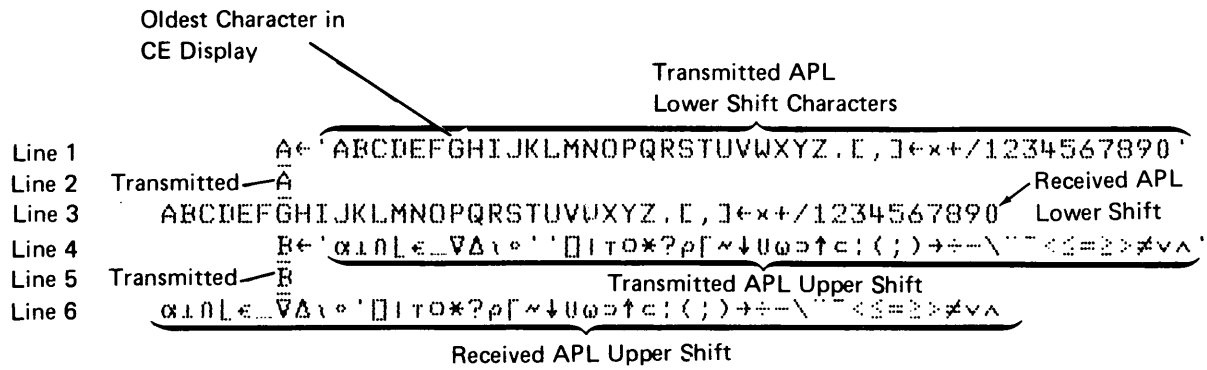 Oldest Character in
CE Display
Transmitted APL
Lower Shift Characters
Line 1 A←'ABCDEFGHIJKLMNOPQRSTUVWXYZ.[,]←×+/1234567890'
Line 2 Transmitted A
Received APL
Line 3 ABCDEFGHIJKLMNOPQRSTUVWXYZ.[,]←×+/1234567890
Lower Shift
Line 4 B←'⍺⊥∩⌊∊_∇∆⍳∘''⎕|⊤○*?⍴⌈~↓∪⍵⊃↑⊂:(;)→÷-\¨¯<≤=≥>≠∨∧'
Line 5 Transmitted B
Transmitted APL Upper Shift
Line 6 ⍺⊥∩⌊∊_∇∆⍳∘'⎕|⊤○*?⍴⌈~↓∪⍵⊃↑⊂:(;)→÷-\¨¯<≤=≥>≠∨∧
Received APL Upper Shift